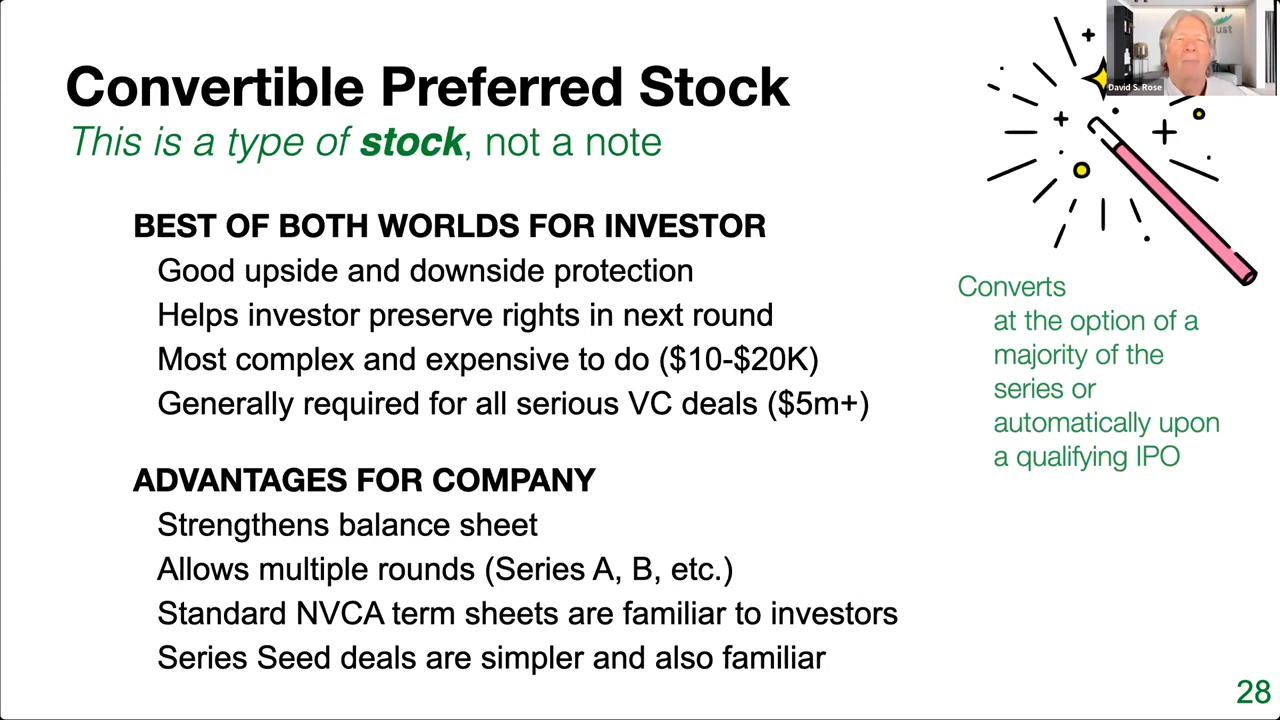 Convertible Preferred Stock
This is a type of stock, not a note
BEST OF BOTH WORLDS FOR INVESTOR
Good upside and downside protection
Helps investor preserve rights in next round
Most complex and expensive to do ($10-$20K)
Generally required for all serious VC deals ($5m+)
ADVANTAGES FOR COMPANY
Strengthens balance sheet
Allows multiple rounds (Series A, B, etc.)
Standard NVCA term sheets are familiar to investors
Series Seed deals are simpler and also familiar
David S. Rose
Converts
at the option of a
majority of the
series or
automatically upon
a qualifying IPO
28